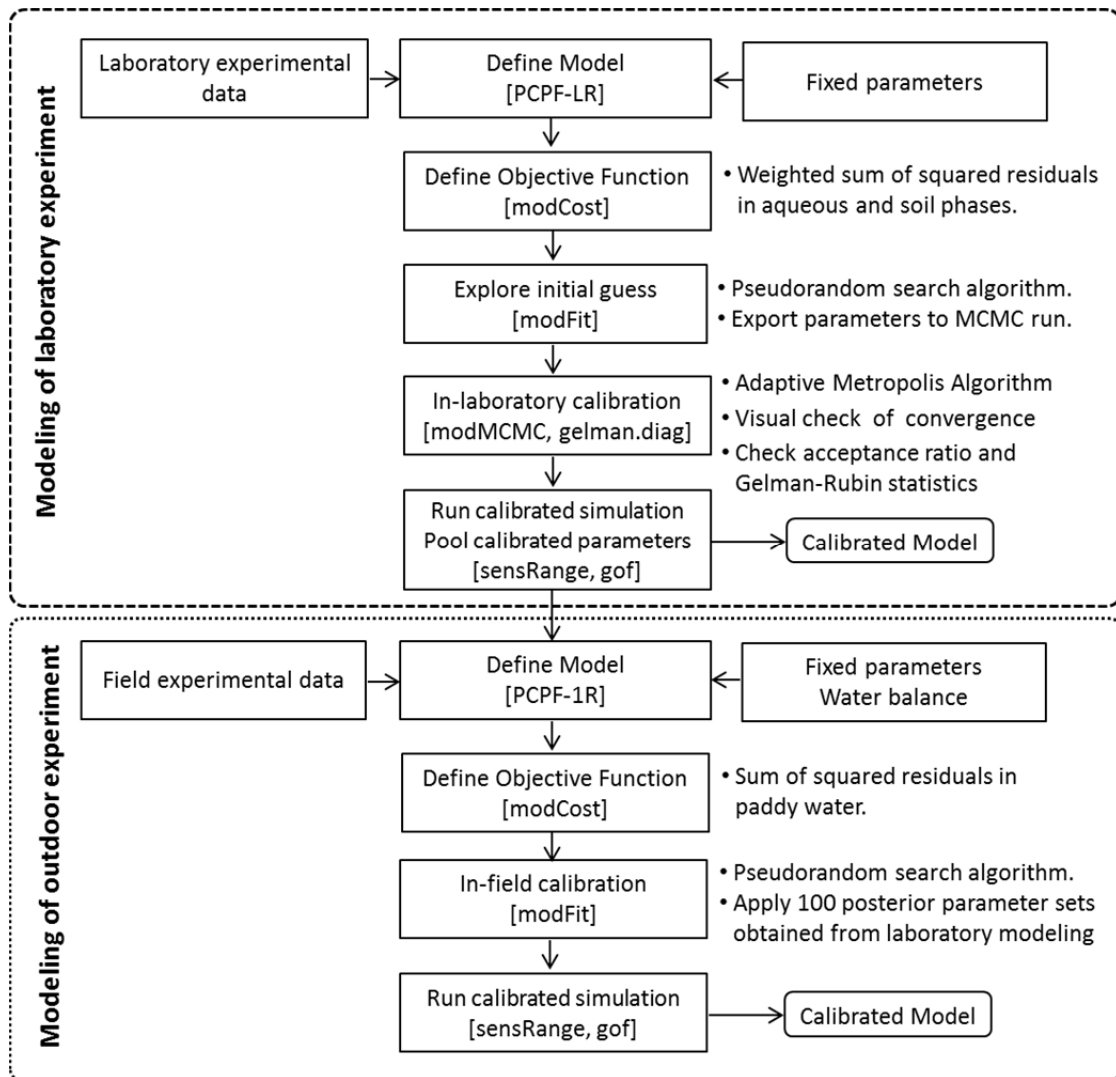 Modeling of laboratory experiment
Laboratory experimental
data
Define Model
[PCPF-LR]
Fixed parameters
Define Objective Function
[modCost]
• Weighted sum of squared residuals
in aqueous and soil phases.
Explore initial guess
[modFit]
• Pseudorandom search algorithm.
• Export parameters to MCMC run.
In-laboratory calibration
[modMCMC, gelman.diag]
• Adaptive Metropolis Algorithm
• Visual check of convergence
• Check acceptance ratio and
Gelman-Rubin statistics
Run calibrated simulation
Pool calibrated parameters
[sensRange, gof]
Calibrated Model
Modeling of outdoor experiment
Field experimental data
Define Model
[PCPF-1R]
Fixed parameters
Water balance
Define Objective Function
[modCost]
• Sum of squared residuals in
paddy water.
In-field calibration
[modFit]
• Pseudorandom search algorithm.
• Apply 100 posterior parameter sets
obtained from laboratory modeling
Run calibrated simulation
[sensRange, gof]
Calibrated Model